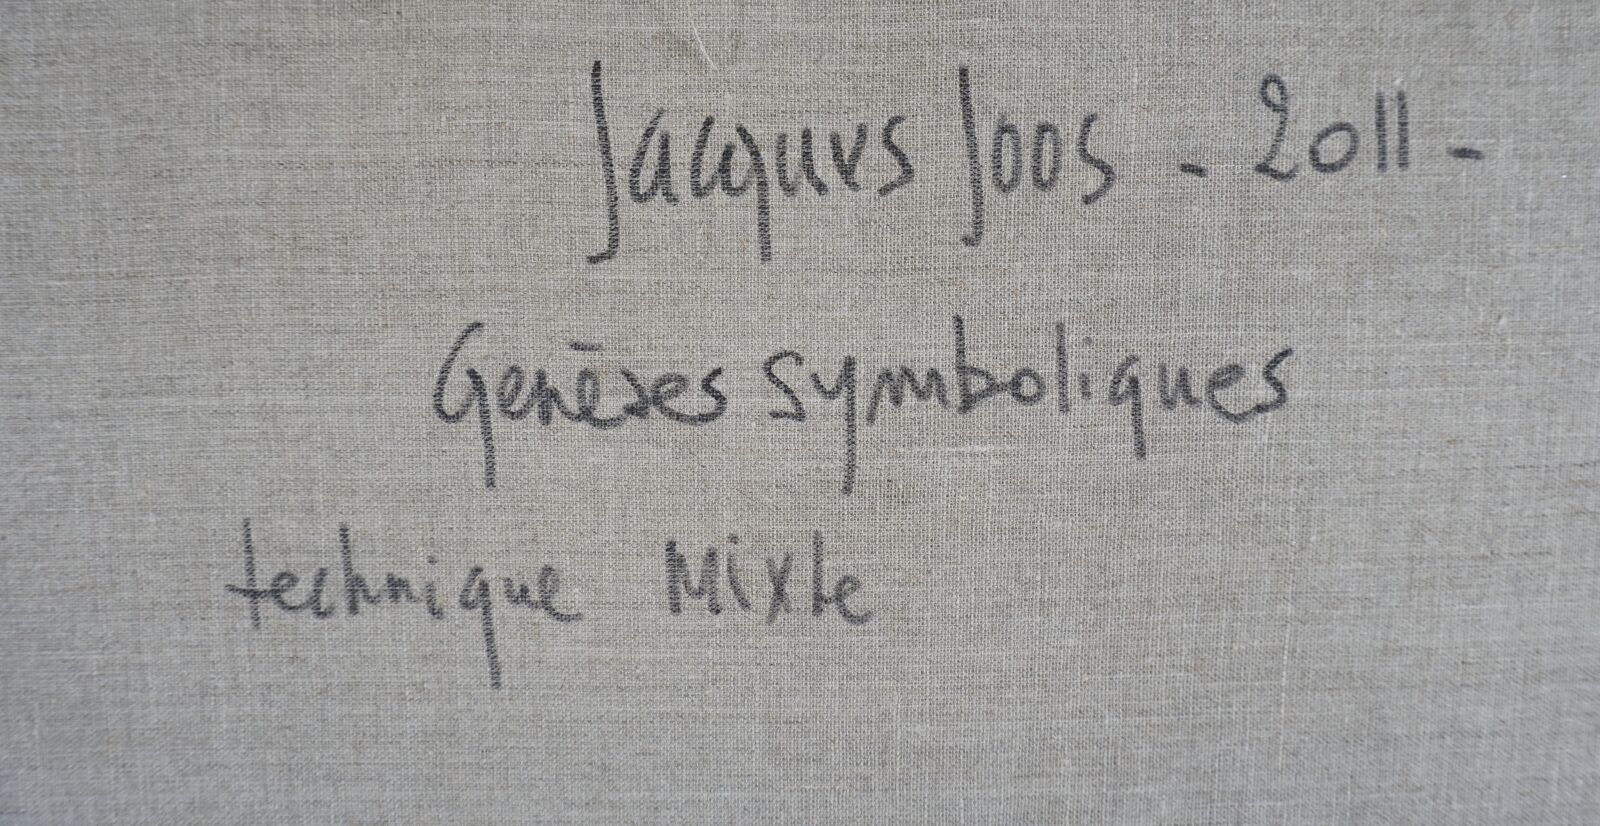 Jacques Joos - 2011 -
Genèses Symboliques
technique Mixte